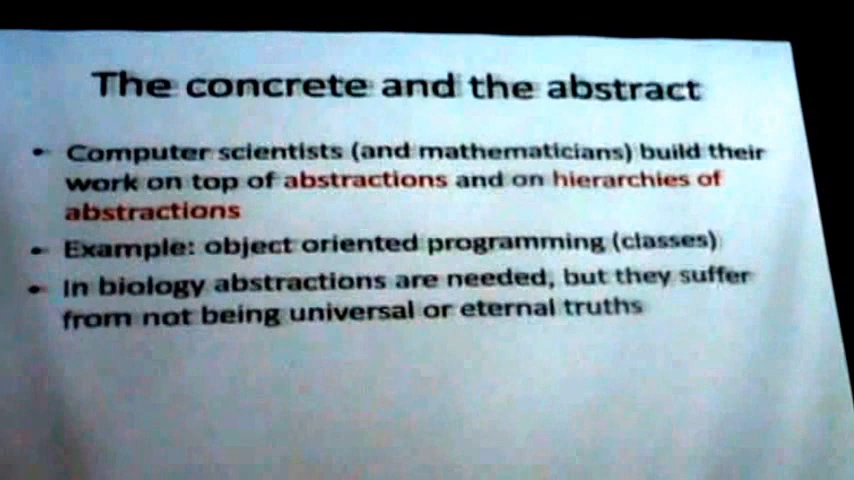 The concrete and the abstract
• Computer scientists (and mathematicians) build their
work on top of abstractions and on hierarchies of
abstractions
• Example: object oriented programming (classes)
• In biology abstractions are needed, but they suffer
from not being universal or eternal truths